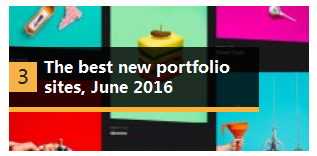 3
The best new portfolio
sites, June 2016